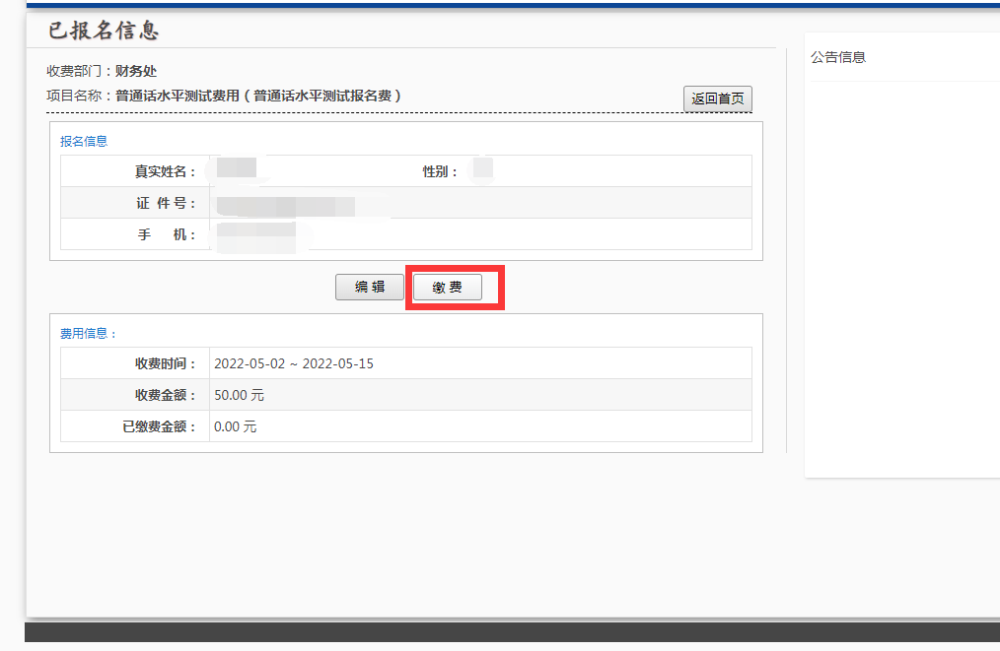 已报名信息
公告信息
收费部门：财务处
项目名称：普通话水平测试费用（普通话水平测试报名费）
返回首页
报名信息
真实姓名： 性别：
证 件 号：
手 机：
编 辑 缴 费
费用信息：
收费时间： 2022-05-02 ~ 2022-05-15
收费金额： 50.00 元
已缴费金额： 0.00 元